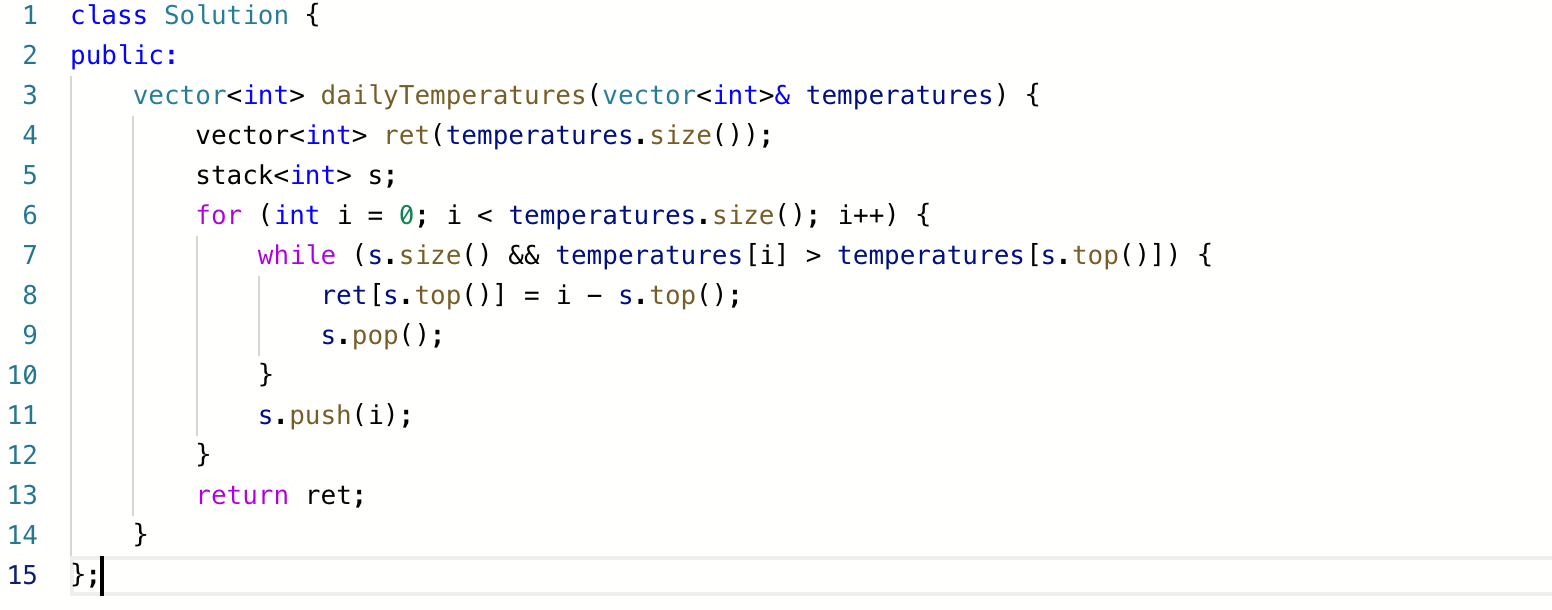 1 class Solution {
2 public:
3     vector<int> dailyTemperatures(vector<int>& temperatures) {
4         vector<int> ret(temperatures.size());
5         stack<int> s;
6         for (int i = 0; i < temperatures.size(); i++) {
7             while (s.size() && temperatures[i] > temperatures[s.top()]) {
8                 ret[s.top()] = i - s.top();
9                 s.pop();
10             }
11             s.push(i);
12         }
13         return ret;
14     }
15 };